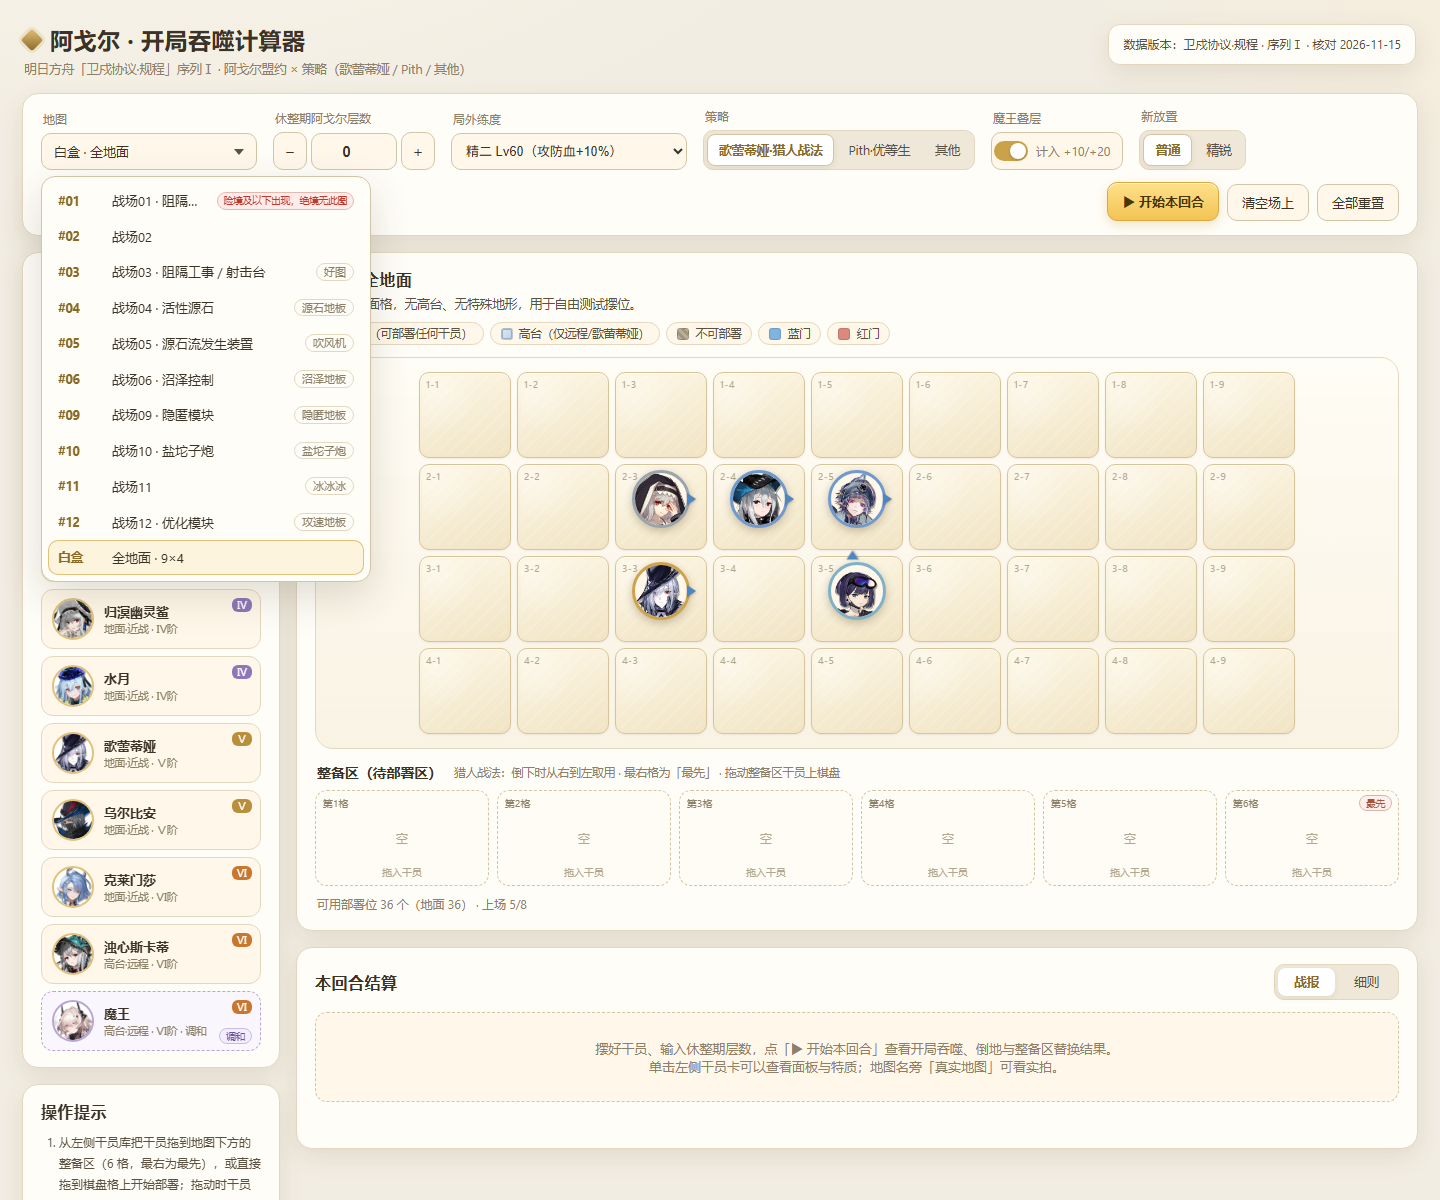 阿戈尔 · 开局吞噬计算器
明日方舟「卫戍协议·规程」序列Ⅰ · 阿戈尔盟约 × 策略（歌蕾蒂娅 / Pith / 其他）
数据版本：卫戍协议·规程 · 序列Ⅰ · 核对 2026-11-15
地图
休整期阿戈尔层数
局外练度
策略
魔王叠层
新放置
白盒 · 全地面
−
0
+
精二 Lv60（攻防血+10%）
歌蕾蒂娅·猎人战法
Pith·优等生
其他
计入 +10/+20
普通
精锐
▶ 开始本回合
清空场上
全部重置
#01 战场01 · 阻隔... 险境及以下出现，绝境无此图
#02 战场02
#03 战场03 · 阻隔工事 / 射击台 好图
#04 战场04 · 活性源石 源石地板
#05 战场05 · 源石流发生装置 吹风机
#06 战场06 · 沼泽控制 沼泽地板
#09 战场09 · 隐匿模块 隐匿地板
#10 战场10 · 盐坨子炮 盐坨子炮
#11 战场11 冰冰冰
#12 战场12 · 优化模块 攻速地板
白盒 全地面 · 9×4
归溟幽灵鲨 Ⅳ
地面·近战 · Ⅳ阶
水月 Ⅳ
地面·近战 · Ⅳ阶
歌蕾蒂娅 Ⅴ
地面·近战 · Ⅴ阶
乌尔比安 Ⅴ
地面·近战 · Ⅴ阶
克莱门莎 Ⅵ
地面·近战 · Ⅵ阶
浊心斯卡蒂 Ⅵ
高台·远程 · Ⅵ阶
魔王 Ⅵ
高台·远程 · Ⅵ阶 · 调和 调和
操作提示
1. 从左侧干员库把干员拖到地图下方的
整备区（6 格，最右为最先），或直接
拖到棋盘格上开始部署；拖动时干员
全地面
面格，无高台、无特殊地形，用于自由测试摆位。
（可部署任何干员）
高台（仅远程/歌蕾蒂娅）
不可部署
蓝门
红门
1-1 1-2 1-3 1-4 1-5 1-6 1-7 1-8 1-9
2-1 2-2 2-3 2-4 2-5 2-6 2-7 2-8 2-9
3-1 3-2 3-3 3-4 3-5 3-6 3-7 3-8 3-9
4-1 4-2 4-3 4-4 4-5 4-6 4-7 4-8 4-9
整备区（待部署区） 猎人战法：倒下时从右到左取用 · 最右格为「最先」 · 拖动整备区干员上棋盘
第1格 第2格 第3格 第4格 第5格 第6格 最先
空 空 空 空 空 空
拖入干员 拖入干员 拖入干员 拖入干员 拖入干员 拖入干员
可用部署位 36 个（地面 36） · 上场 5/8
本回合结算
战报
细则
摆好干员、输入休整期层数，点「▶ 开始本回合」查看开局吞噬、倒地与整备区替换结果。
单击左侧干员卡可以查看面板与特质；地图名旁「真实地图」可看实拍。